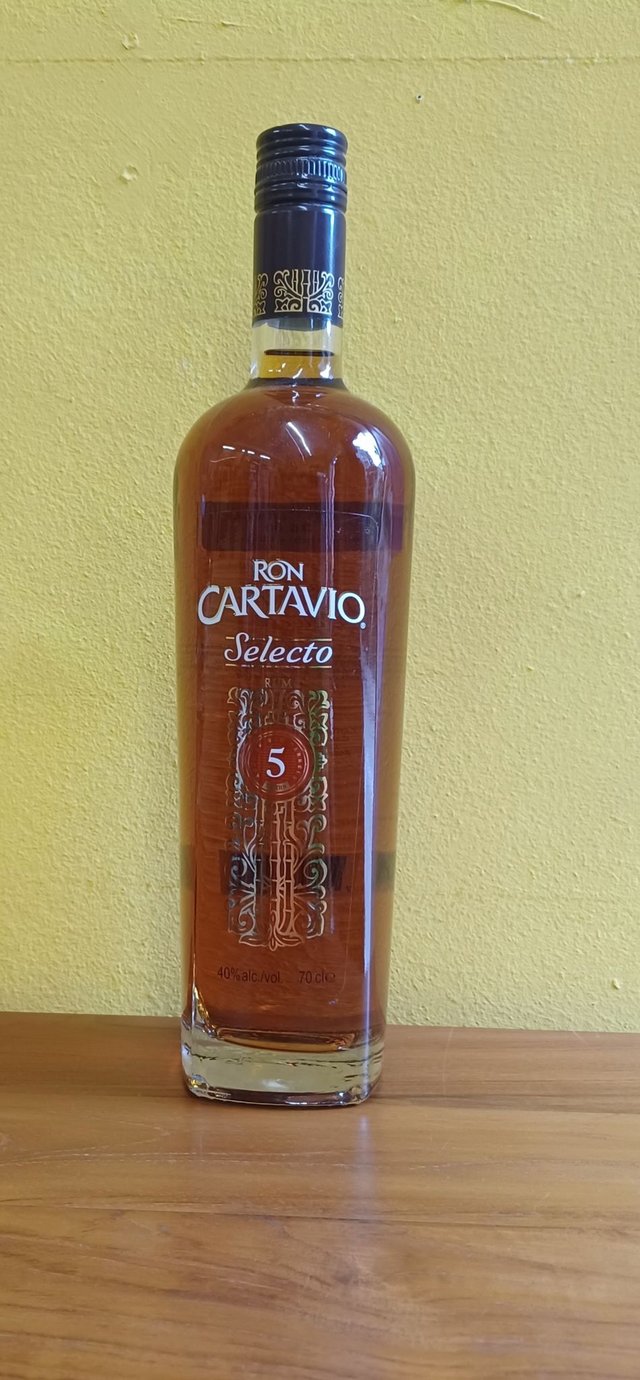 RON
CARTAVIO®
Selecto
RUM
5
40%alc./vol. 70 cl ℮